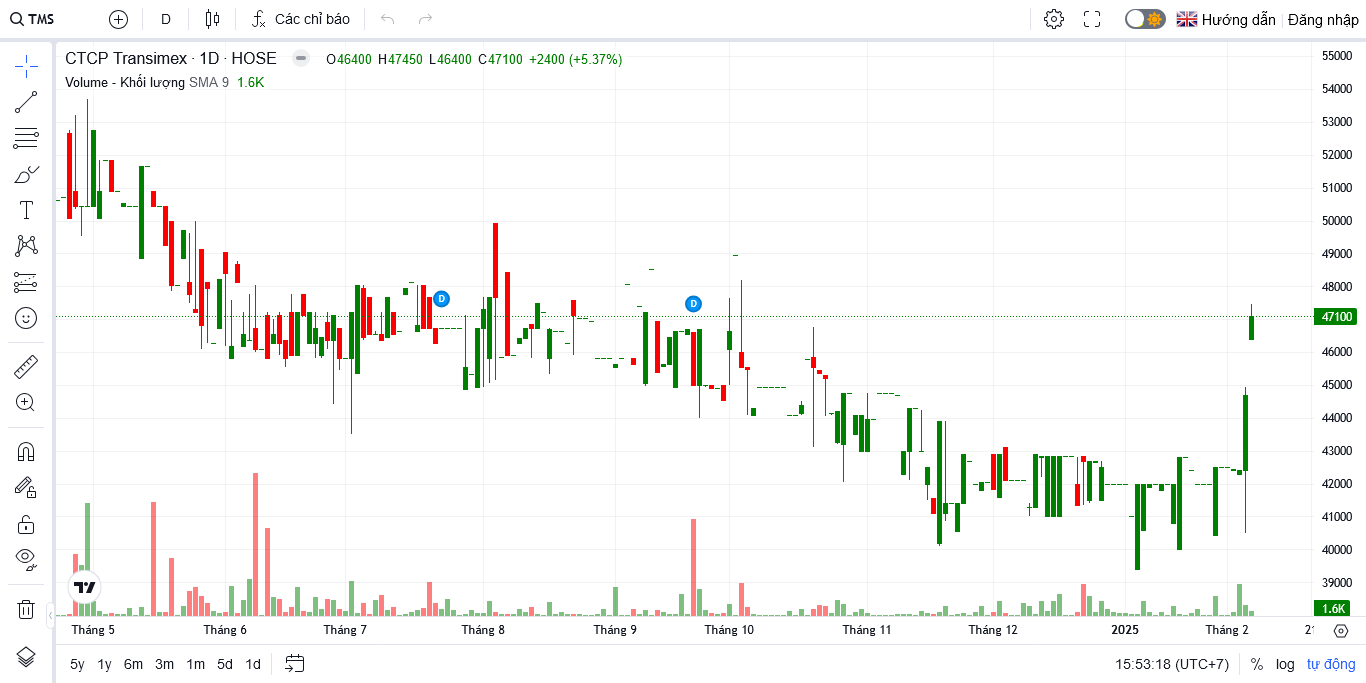 TMS D Các chỉ báo Hướng dẫn Đăng nhập
CTCP Transimex · 1D · HOSE O46400 H47450 L46400 C47100 +2400 (+5.37%)
Volume - Khối lượng SMA 9 1.6K
55000
54000
53000
52000
51000
50000
49000
48000
47100
46000
45000
44000
43000
42000
41000
40000
39000
1.6K
D
D
Tháng 5 Tháng 6 Tháng 7 Tháng 8 Tháng 9 Tháng 10 Tháng 11 Tháng 12 2025 Tháng 2 21
5y 1y 6m 3m 1m 5d 1d 15:53:18 (UTC+7) % log tự động